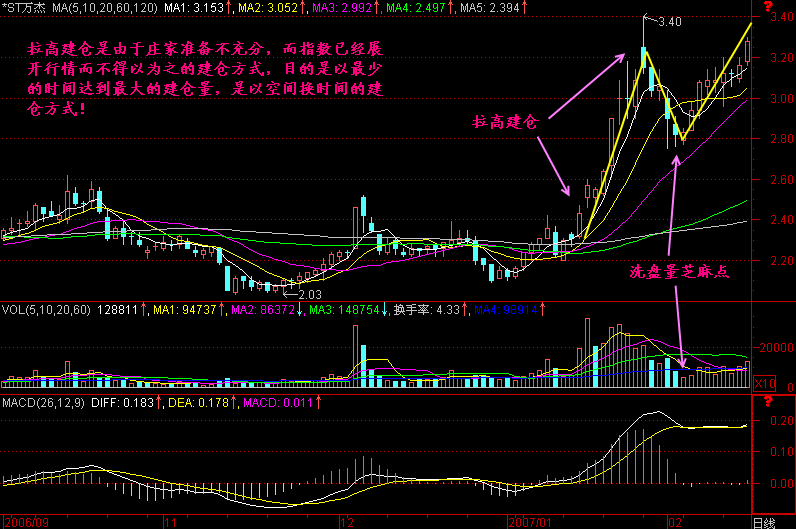 *ST万杰 MA(5,10,20,60,120) MA1: 3.153↑, MA2: 3.052↑, MA3: 2.992↑, MA4: 2.497↑, MA5: 2.394↑ ?
3.40
3.40
拉高建仓是由于庄家准备不充分，而指数已经展
开行情而不得以为之的建仓方式，目的是以最少
的时间达到最大的建仓量，是以空间换时间的建
仓方式！
3.20
3.00
拉高建仓
2.80
2.60
2.40
2.20
洗盘量芝麻点
2.03
VOL(5,10,20,60) 128811↑, MA1: 94737↑, MA2: 86372↓, MA3: 148754↓, 换手率: 4.33↑, MA4: 98914↑
20000
X10
0
MACD(26,12,9) DIFF: 0.183↑, DEA: 0.178↑, MACD: 0.011↑ ?
0.20
0.10
0.00
2006/09 11 12 2007/01 02 日线